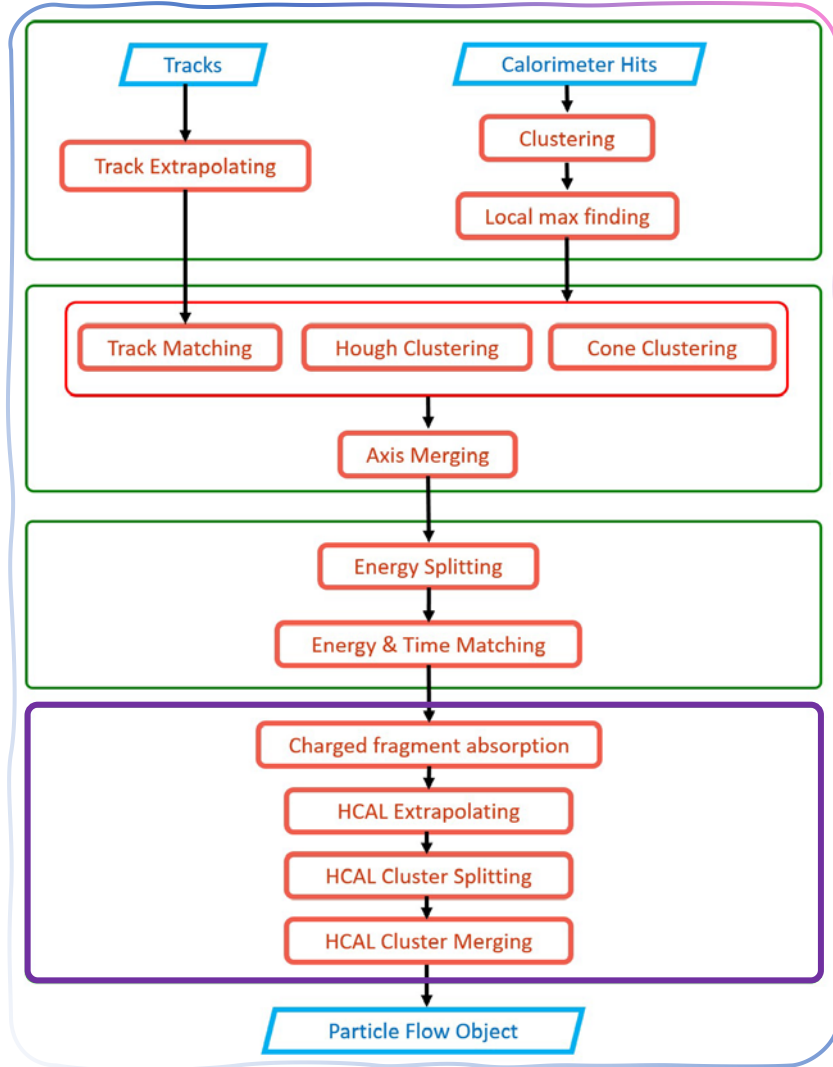 Tracks
Calorimeter Hits
Track Extrapolating
Clustering
Local max finding
Track Matching
Hough Clustering
Cone Clustering
Axis Merging
Energy Splitting
Energy & Time Matching
Charged fragment absorption
HCAL Extrapolating
HCAL Cluster Splitting
HCAL Cluster Merging
Particle Flow Object